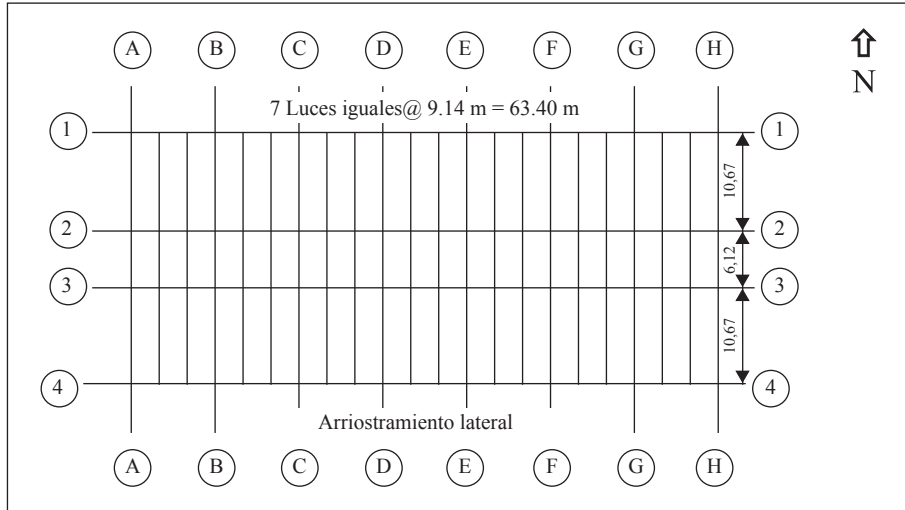 A B C D E F G H
N
7 Luces iguales@ 9.14 m = 63.40 m
1 1
10,67
2 2
6,12
3 3
10,67
4 4
Arriostramiento lateral
A B C D E F G H